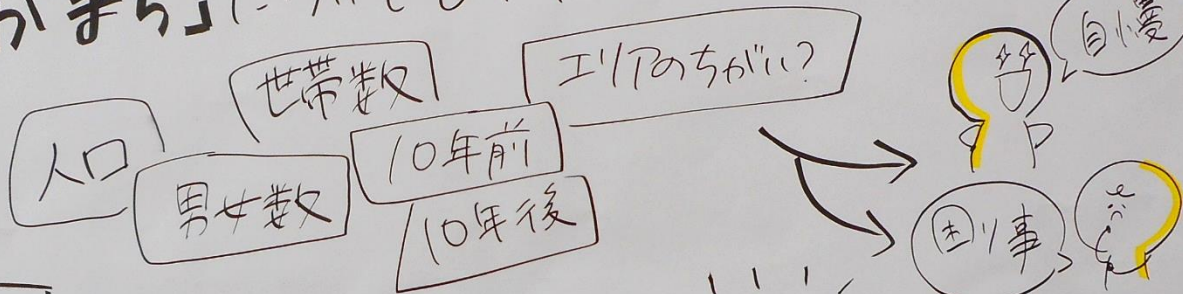 まち」に
世帯数
エリアのちがい?
自慢
人口
男女数
10年前
10年後
困り事